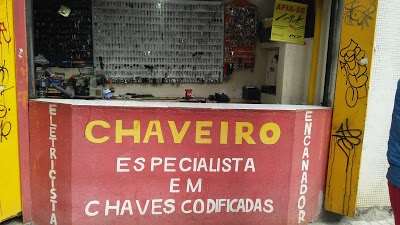 CHAVEIRO
ESPECIALISTA
EM
CHAVES CODIFICADAS
ELETRICISTA
ENCANADOR